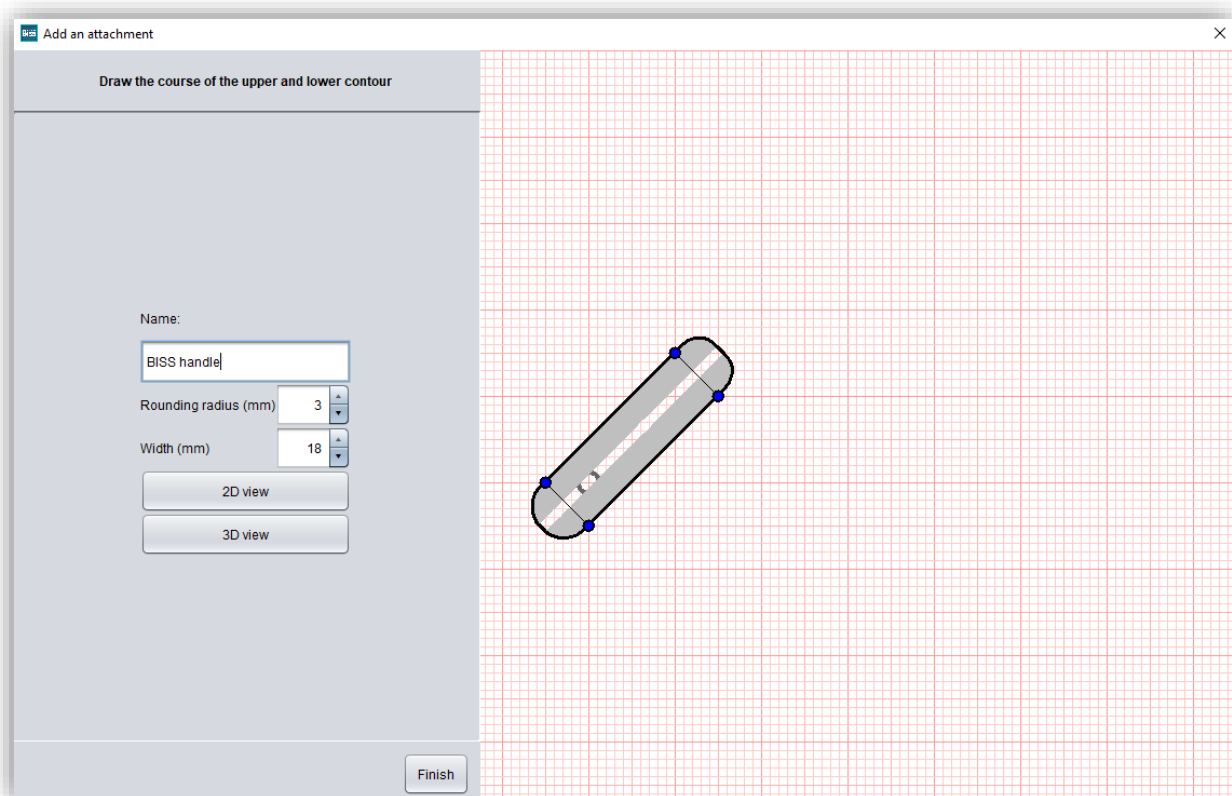 Biss Add an attachment
Draw the course of the upper and lower contour
Name:
BISS handle
Rounding radius (mm) 3
Width (mm) 18
2D view
3D view
Finish